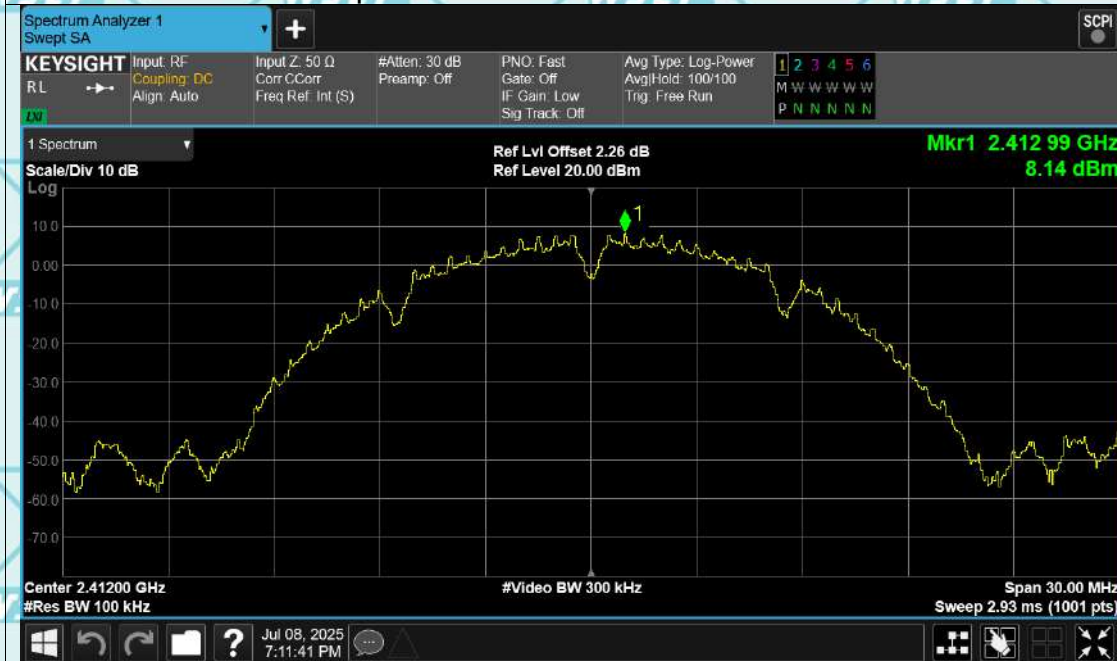 Spectrum Analyzer 1
Swept SA
+
SCPI
KEYSIGHT
RL
LXI
Input: RF
Coupling: DC
Align: Auto
Input Z: 50 Ω
Corr CCorr
Freq Ref: Int (S)
#Atten: 30 dB
Preamp: Off
PNO: Fast
Gate: Off
IF Gain: Low
Sig Track: Off
Avg Type: Log-Power
Avg|Hold: 100/100
Trig: Free Run
1 2 3 4 5 6
M W W W W W
P N N N N N
1 Spectrum
Scale/Div 10 dB
Log
Ref Lvl Offset 2.26 dB
Ref Level 20.00 dBm
Mkr1 2.412 99 GHz
8.14 dBm
1
10.0
0.00
-10.0
-20.0
-30.0
-40.0
-50.0
-60.0
-70.0
Center 2.41200 GHz
#Res BW 100 kHz
#Video BW 300 kHz
Span 30.00 MHz
Sweep 2.93 ms (1001 pts)
?
Jul 08, 2025
7:11:41 PM